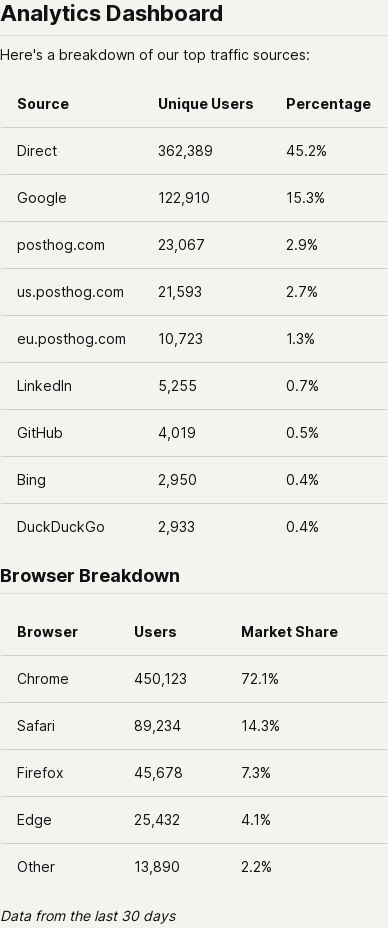 Analytics Dashboard
Here's a breakdown of our top traffic sources:
Source Unique Users Percentage
Direct 362,389 45.2%
Google 122,910 15.3%
posthog.com 23,067 2.9%
us.posthog.com 21,593 2.7%
eu.posthog.com 10,723 1.3%
LinkedIn 5,255 0.7%
GitHub 4,019 0.5%
Bing 2,950 0.4%
DuckDuckGo 2,933 0.4%
Browser Breakdown
Browser Users Market Share
Chrome 450,123 72.1%
Safari 89,234 14.3%
Firefox 45,678 7.3%
Edge 25,432 4.1%
Other 13,890 2.2%
Data from the last 30 days